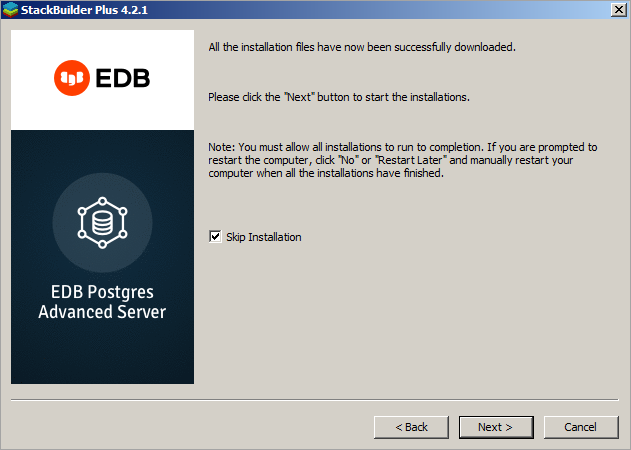 StackBuilder Plus 4.2.1
EDB
EDB Postgres
Advanced Server
All the installation files have now been successfully downloaded.
Please click the "Next" button to start the installations.
Note: You must allow all installations to run to completion. If you are prompted to
restart the computer, click "No" or "Restart Later" and manually restart your
computer when all the installations have finished.
Skip Installation
< Back
Next >
Cancel